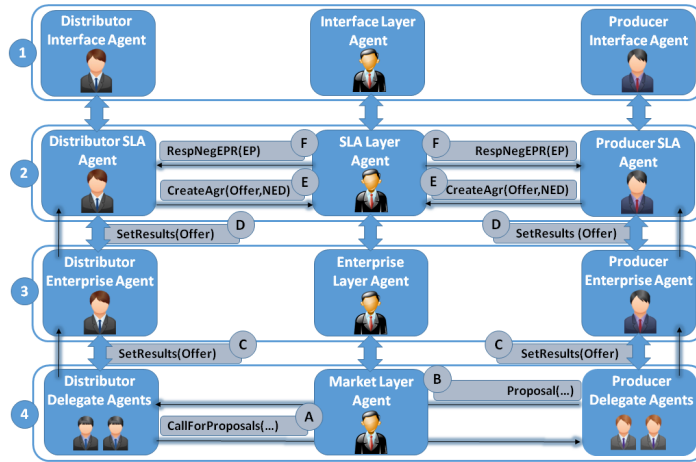 Distributor
Interface Agent
Interface Layer
Agent
Producer
Interface Agent
1
Distributor SLA
Agent
RespNegEPR(EP)
F
SLA Layer
Agent
F
RespNegEPR(EP)
Producer SLA
Agent
2
CreateAgr(Offer,NED)
E
E
CreateAgr(Offer,NED)
SetResults(Offer)
D
D
SetResults (Offer)
Distributor
Enterprise Agent
Enterprise
Layer Agent
Producer
Enterprise Agent
3
SetResults(Offer)
C
C
SetResults(Offer)
Distributor
Delegate Agents
Market Layer
Agent
B
Proposal(...)
Producer
Delegate Agents
4
CallForProposals(...)
A